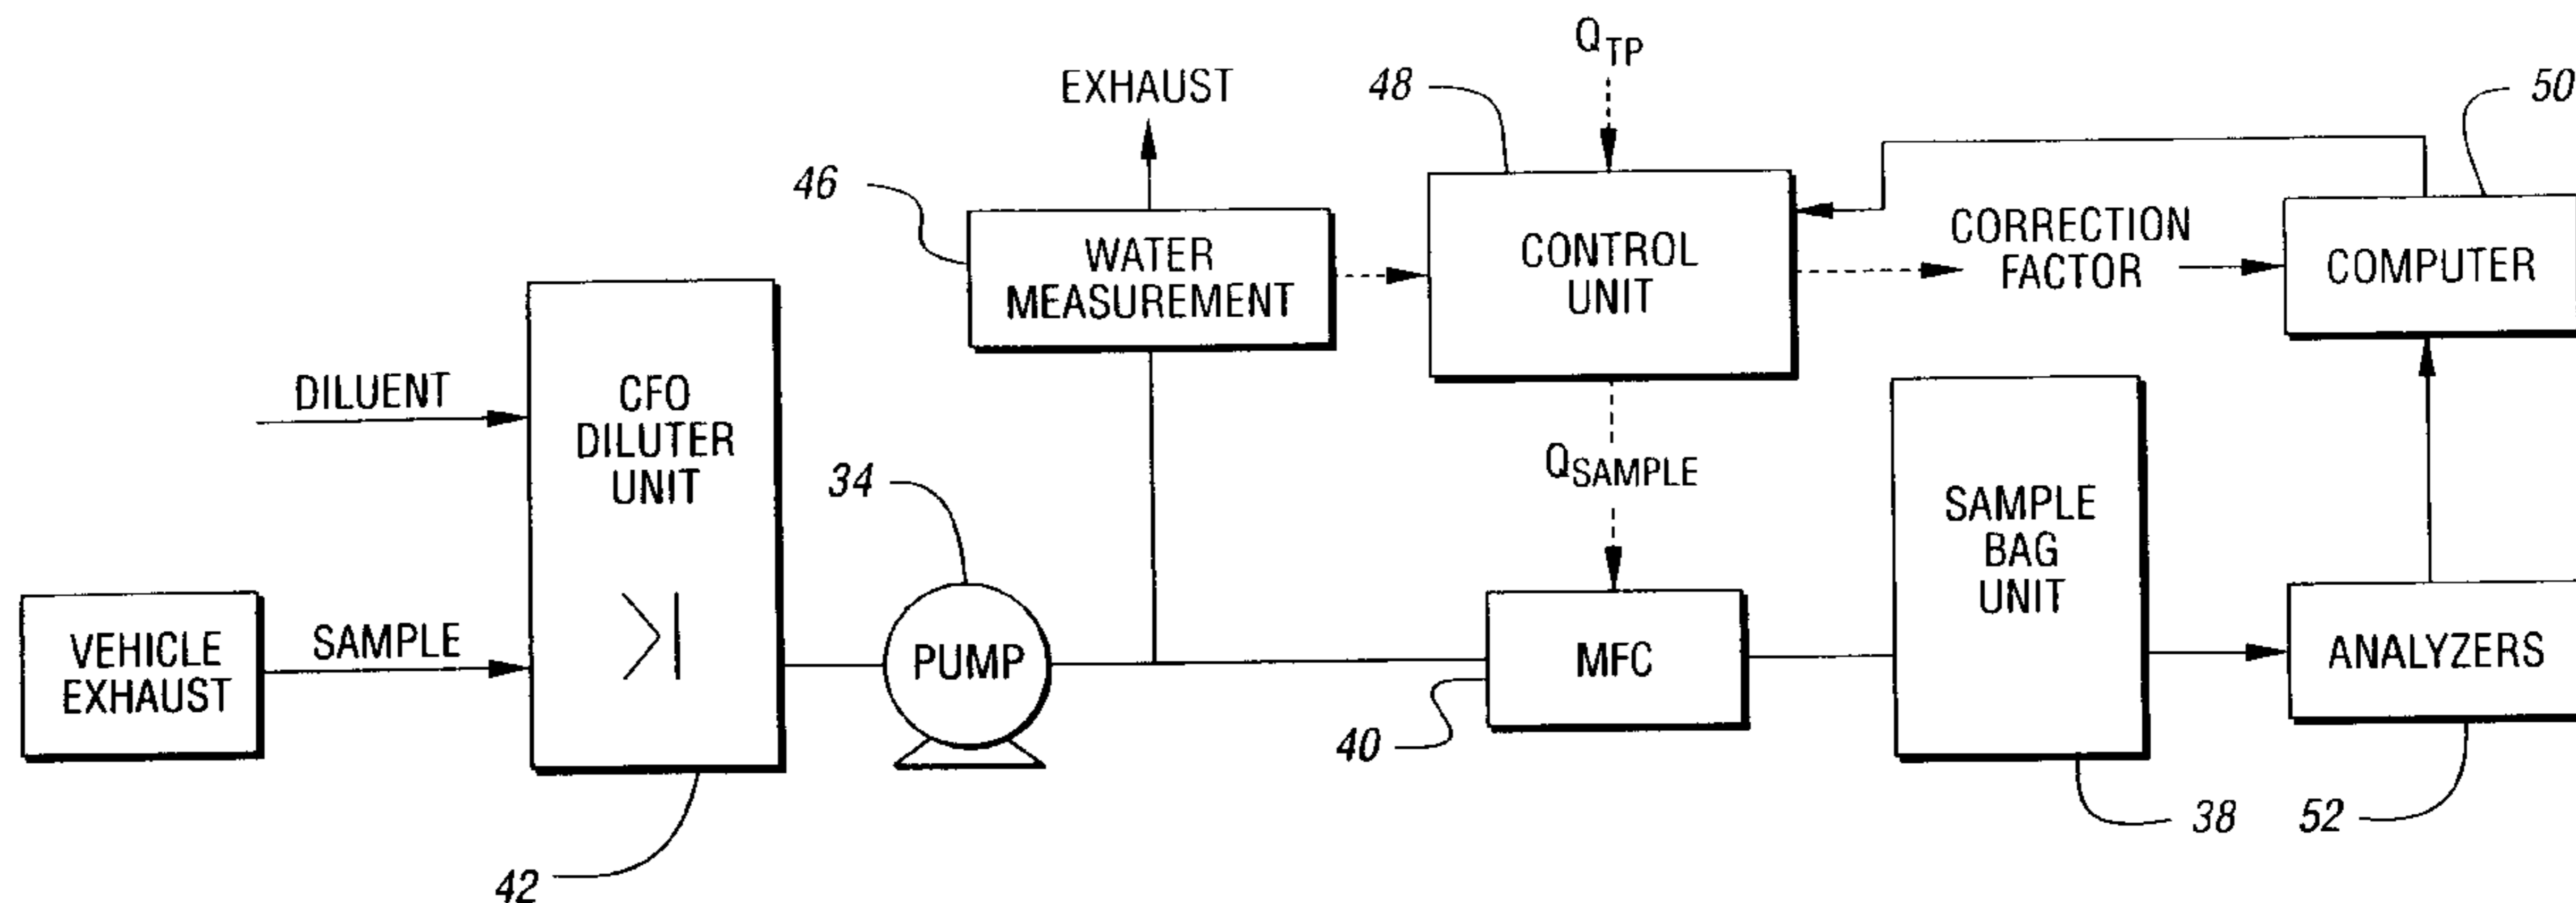 Q_TP
EXHAUST
48
50
46
WATER
MEASUREMENT
CONTROL
UNIT
CORRECTION
FACTOR
COMPUTER
DILUENT
CFO
DILUTER
UNIT
34
Q_SAMPLE
SAMPLE
BAG
UNIT
VEHICLE
EXHAUST
SAMPLE
PUMP
MFC
ANALYZERS
40
38
52
42